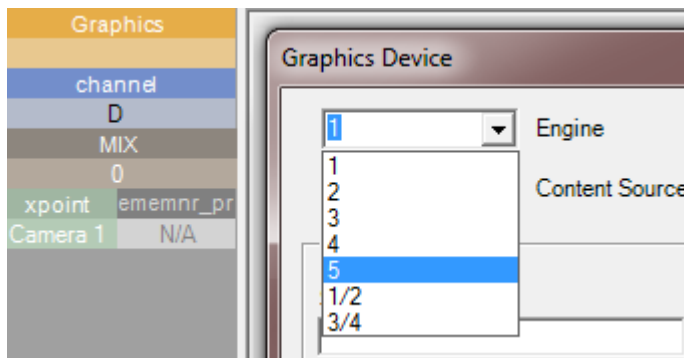 Graphics
channel
D
MIX
0
xpoint ememnr_pr
Camera 1 N/A
Graphics Device
1 Engine
1
2
Content Source
3
4
5
1/2
3/4